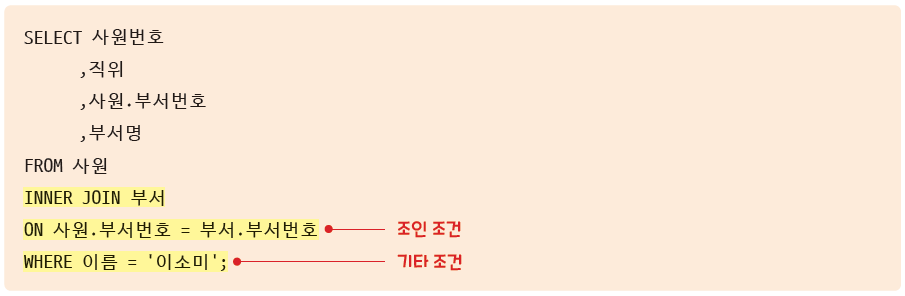 SELECT 사원번호
,직위
,사원.부서번호
,부서명
FROM 사원
INNER JOIN 부서
ON 사원.부서번호 = 부서.부서번호 조인 조건
WHERE 이름 = '이소미'; 기타 조건